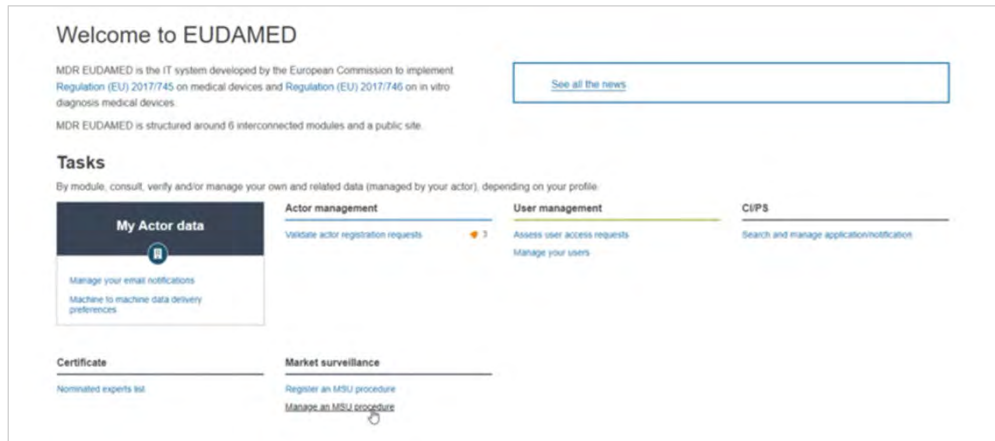 Welcome to EUDAMED
MDR EUDAMED is the IT system developed by the European Commission to implement
Regulation (EU) 2017/745 on medical devices and Regulation (EU) 2017/746 on in vitro
diagnosis medical devices.
MDR EUDAMED is structured around 6 interconnected modules and a public site.
See all the news
Tasks
By module, consult, verify and/or manage your own and related data (managed by your actor), depending on your profile.
My Actor data
Manage your email notifications
Machine to machine data delivery
preferences
Actor management
Validate actor registration requests 3
User management
Assess user access requests
Manage your users
CI/PS
Search and manage application/notification
Certificate
Nominated experts list
Market surveillance
Register an MSU procedure
Manage an MSU procedure